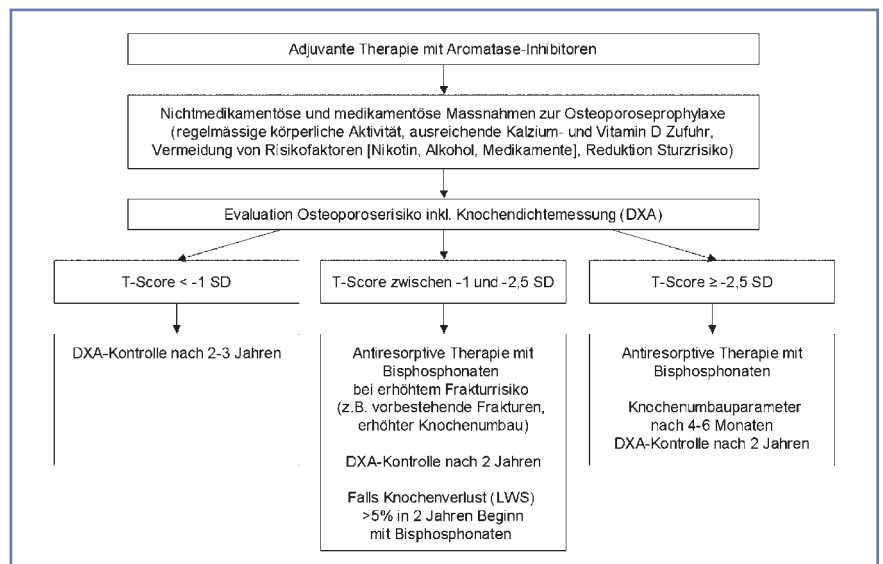 Adjuvante Therapie mit Aromatase-Inhibitoren
Nichtmedikamentöse und medikamentöse Massnahmen zur Osteoporoseprophylaxe
(regelmässige körperliche Aktivität, ausreichende Kalzium- und Vitamin D Zufuhr,
Vermeidung von Risikofaktoren [Nikotin, Alkohol, Medikamente], Reduktion Sturzrisiko)
Evaluation Osteoporoserisiko inkl. Knochendichtemessung (DXA)
T-Score < -1 SD
T-Score zwischen -1 und -2,5 SD
T-Score ≥ -2,5 SD
DXA-Kontrolle nach 2-3 Jahren
Antiresorptive Therapie mit
Bisphosphonaten
bei erhöhtem Frakturrisiko
(z.B. vorbestehende Frakturen,
erhöhter Knochenumbau)
DXA-Kontrolle nach 2 Jahren
Falls Knochenverlust (LWS)
>5% in 2 Jahren Beginn
mit Bisphosphonaten
Antiresorptive Therapie mit
Bisphosphonaten
Knochenumbauparameter
nach 4-6 Monaten
DXA-Kontrolle nach 2 Jahren